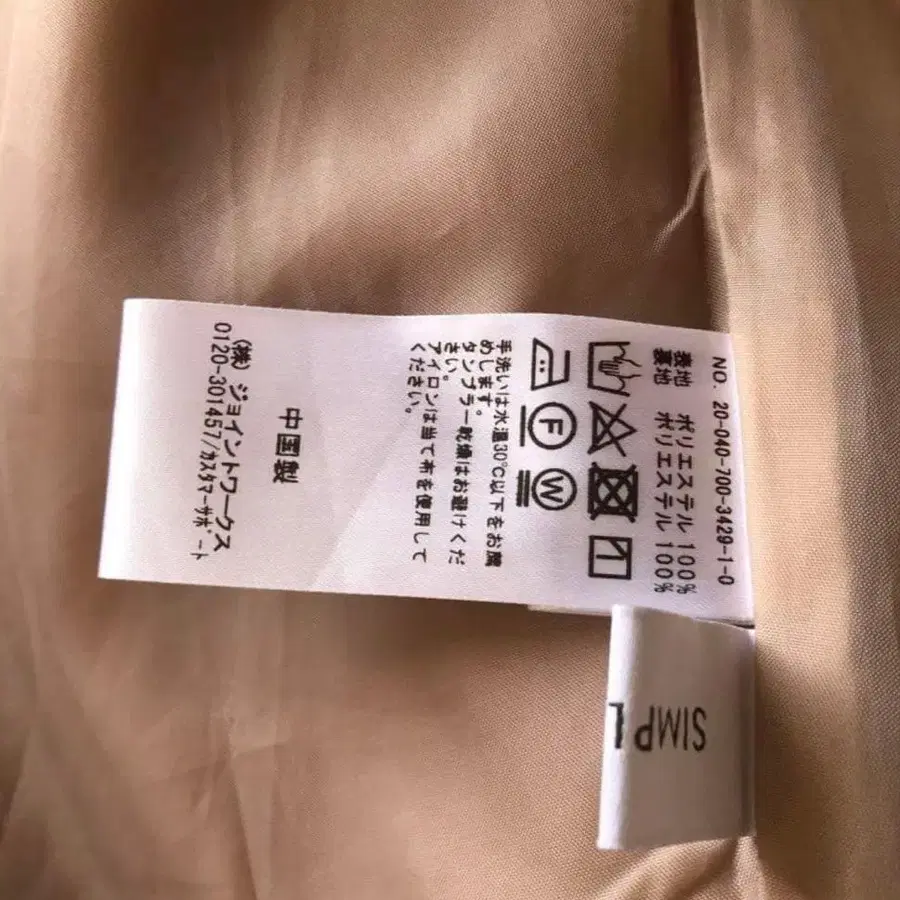 NO. 20-040-700-3429-1-0
表地 ポリエステル 100%
裏地 ポリエステル 100%
F
W
手洗いは水温30℃以下をお薦
めします。
タンブラー乾燥はお避けくだ
さい。
アイロンは当て布を使用して
ください。
中国製
(株) ジョイントワークス
0120-301457/カスタマーサポート
SIMPL